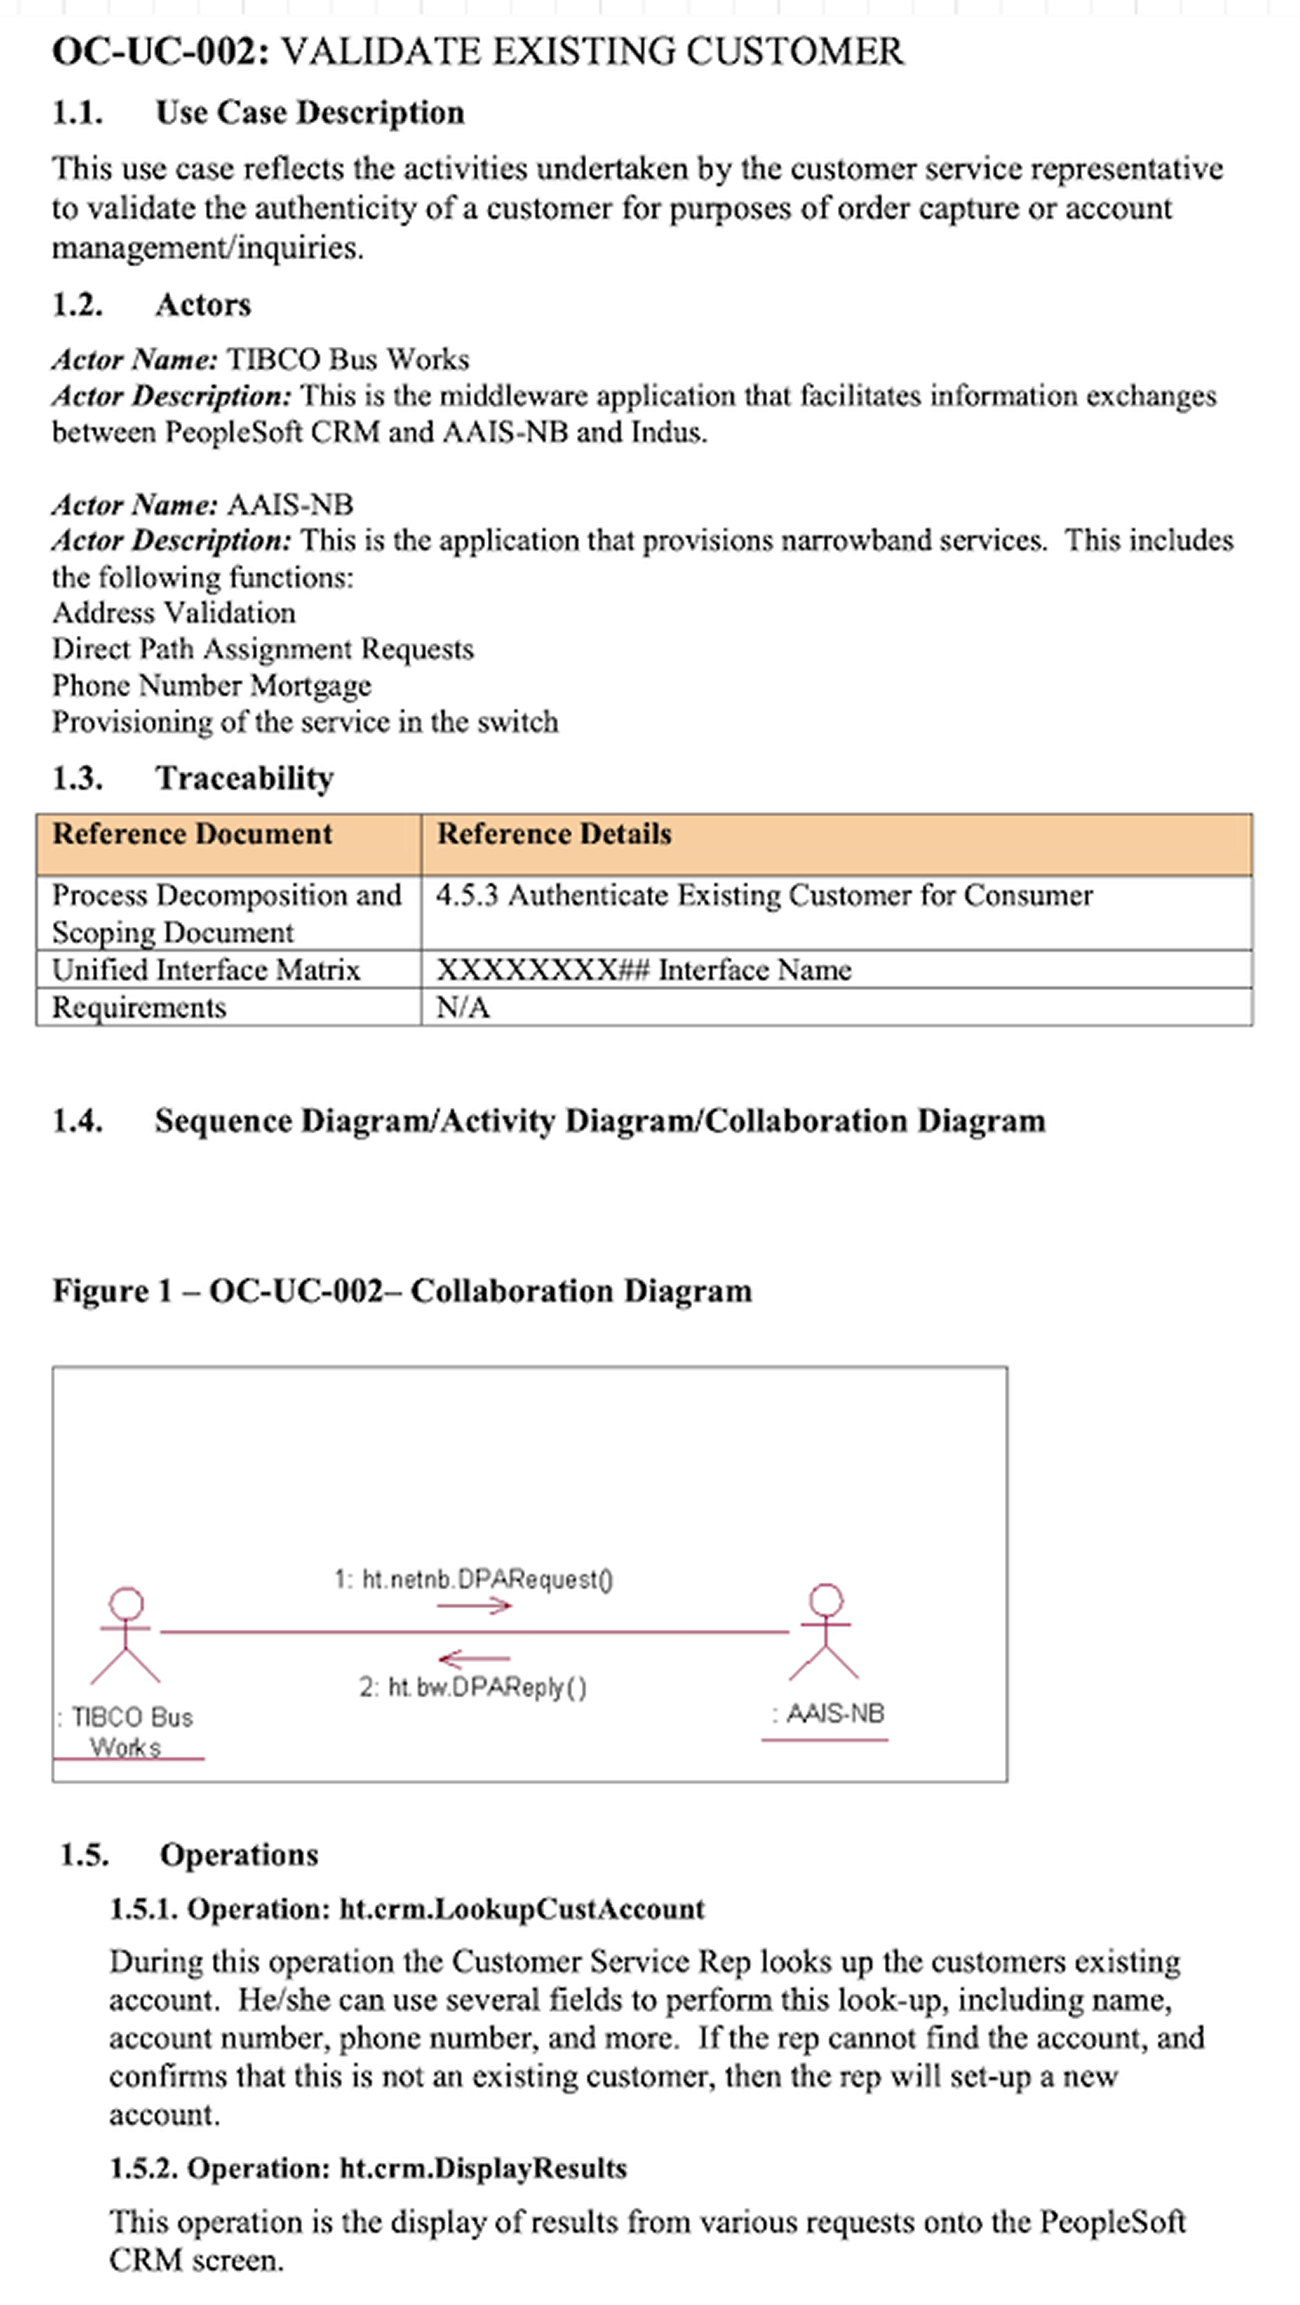 OC-UC-002: VALIDATE EXISTING CUSTOMER
1.1. Use Case Description
This use case reflects the activities undertaken by the customer service representative
to validate the authenticity of a customer for purposes of order capture or account
management/inquiries.
1.2. Actors
Actor Name: TIBCO Bus Works
Actor Description: This is the middleware application that facilitates information exchanges
between PeopleSoft CRM and AAIS-NB and Indus.
Actor Name: AAIS-NB
Actor Description: This is the application that provisions narrowband services. This includes
the following functions:
Address Validation
Direct Path Assignment Requests
Phone Number Mortgage
Provisioning of the service in the switch
1.3. Traceability
Reference Document Reference Details
Process Decomposition and 4.5.3 Authenticate Existing Customer for Consumer
Scoping Document
Unified Interface Matrix XXXXXXXX## Interface Name
Requirements N/A
1.4. Sequence Diagram/Activity Diagram/Collaboration Diagram
Figure 1 – OC-UC-002– Collaboration Diagram
1: ht.netnb.DPARequest()
2: ht.bw.DPAReply()
: TIBCO Bus
Works
: AAIS-NB
1.5. Operations
1.5.1. Operation: ht.crm.LookupCustAccount
During this operation the Customer Service Rep looks up the customers existing
account. He/she can use several fields to perform this look-up, including name,
account number, phone number, and more. If the rep cannot find the account, and
confirms that this is not an existing customer, then the rep will set-up a new
account.
1.5.2. Operation: ht.crm.DisplayResults
This operation is the display of results from various requests onto the PeopleSoft
CRM screen.